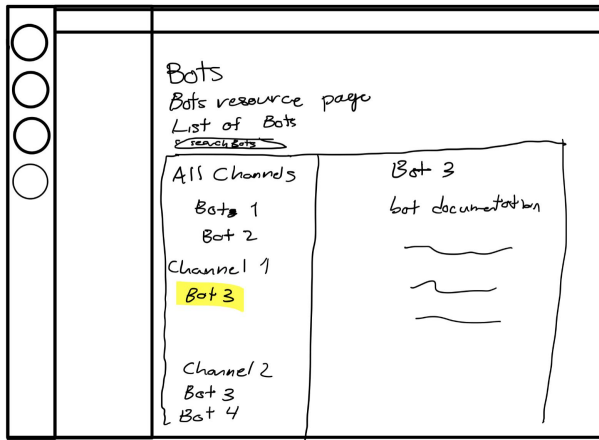 Bots
Bots resource page
List of Bots
search Bots
All Channels
Bots 1
Bot 2
Channel 1
Bot 3
Channel 2
Bot 3
Bot 4
Bot 3
bot documentation